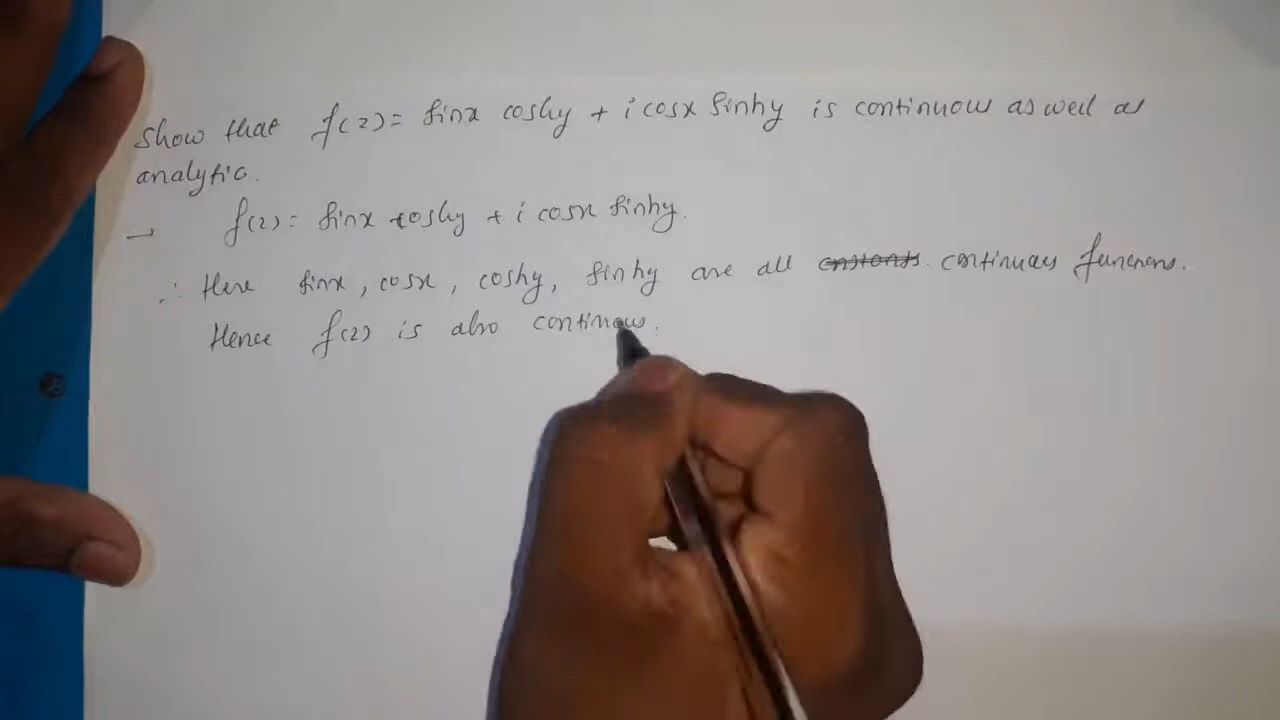 Show that f(z) = sinx coshy + i cosx sinhy is continuous as well as
analytic.
→ f(z) = sinx coshy + i cosx sinhy.
∴ Here sinx, cosx, coshy, sinhy are all constants. continuous functions.
Hence f(z) is also continuous.